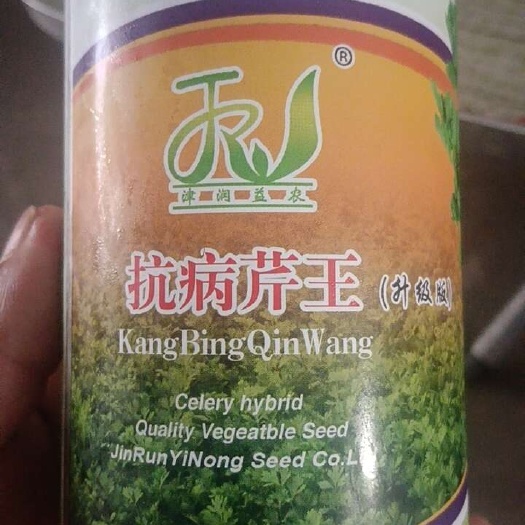 ®
津润益农
抗病芹王(升级版)
KangBingQinWang
Celery hybrid
Quality Vegeatble Seed
JinRunYiNong Seed Co.L